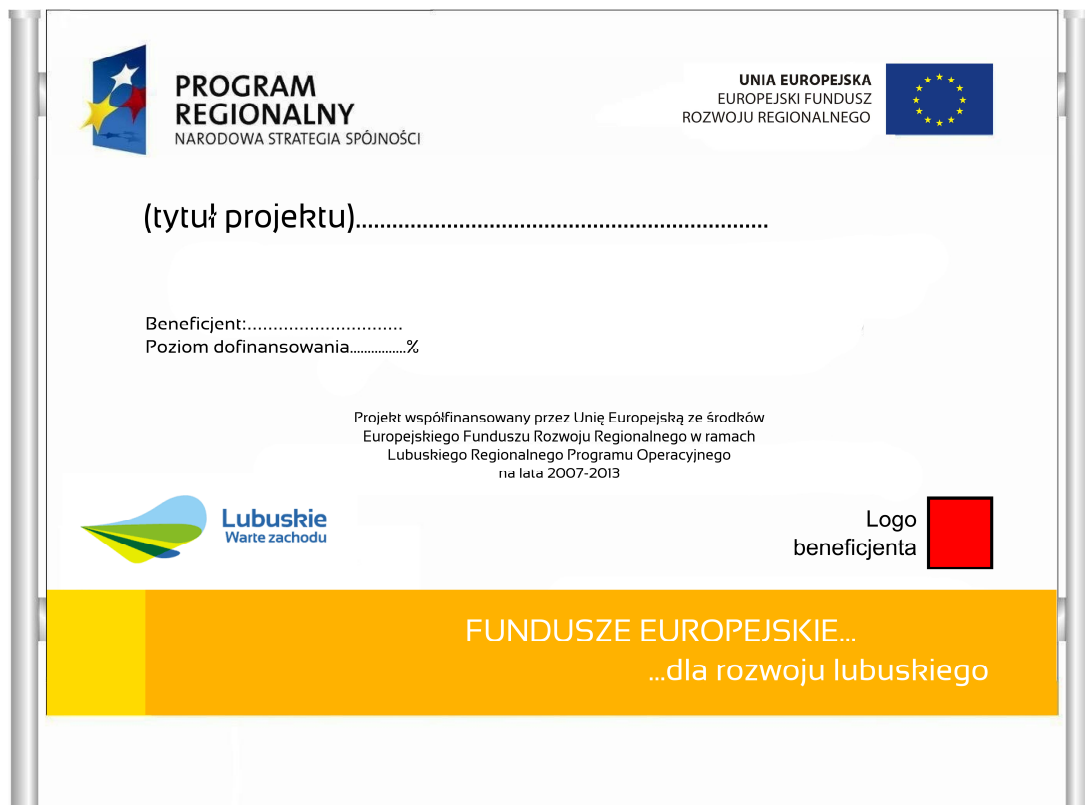 PROGRAM
REGIONALNY
NARODOWA STRATEGIA SPÓJNOŚCI
UNIA EUROPEJSKA
EUROPEJSKI FUNDUSZ
ROZWOJU REGIONALNEGO
(tytuł projektu)....................................................................
Beneficjent:..............................
Poziom dofinansowania................%
Projekt współfinansowany przez Unię Europejską ze środków
Europejskiego Funduszu Rozwoju Regionalnego w ramach
Lubuskiego Regionalnego Programu Operacyjnego
na lata 2007-2013
Lubuskie
Warte zachodu
Logo
beneficjenta
FUNDUSZE EUROPEJSKIE...
...dla rozwoju lubuskiego